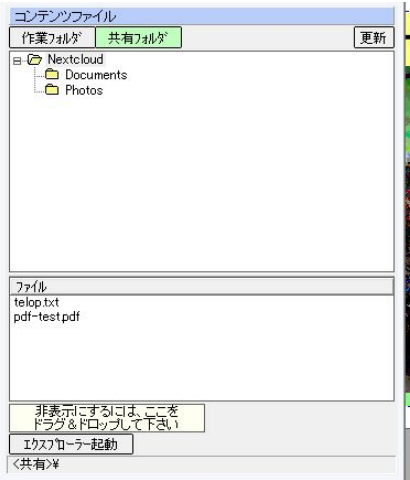 コンテンツファイル
作業フォルダ 共有フォルダ 更新
Nextcloud
Documents
Photos
ファイル
telop.txt
pdf-test.pdf
非表示にするには、ここを
ドラグ&ドロップして下さい
エクスプローラー起動
<共有>¥